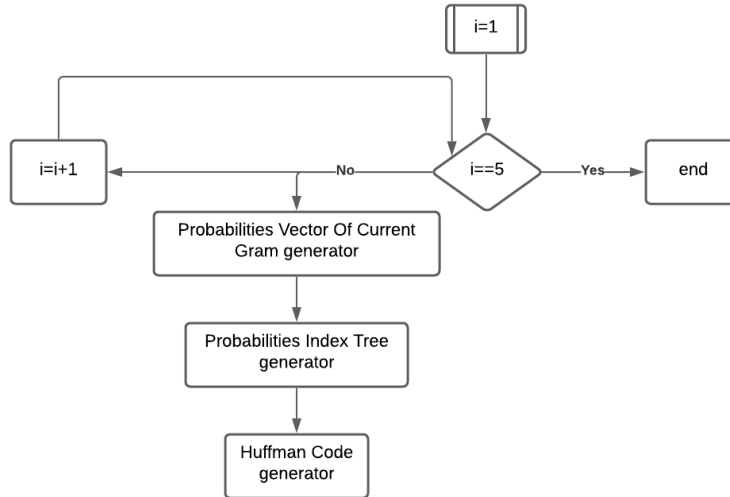 i=1
i=i+1
No
i==5
Yes
end
Probabilities Vector Of Current
Gram generator
Probabilities Index Tree
generator
Huffman Code
generator